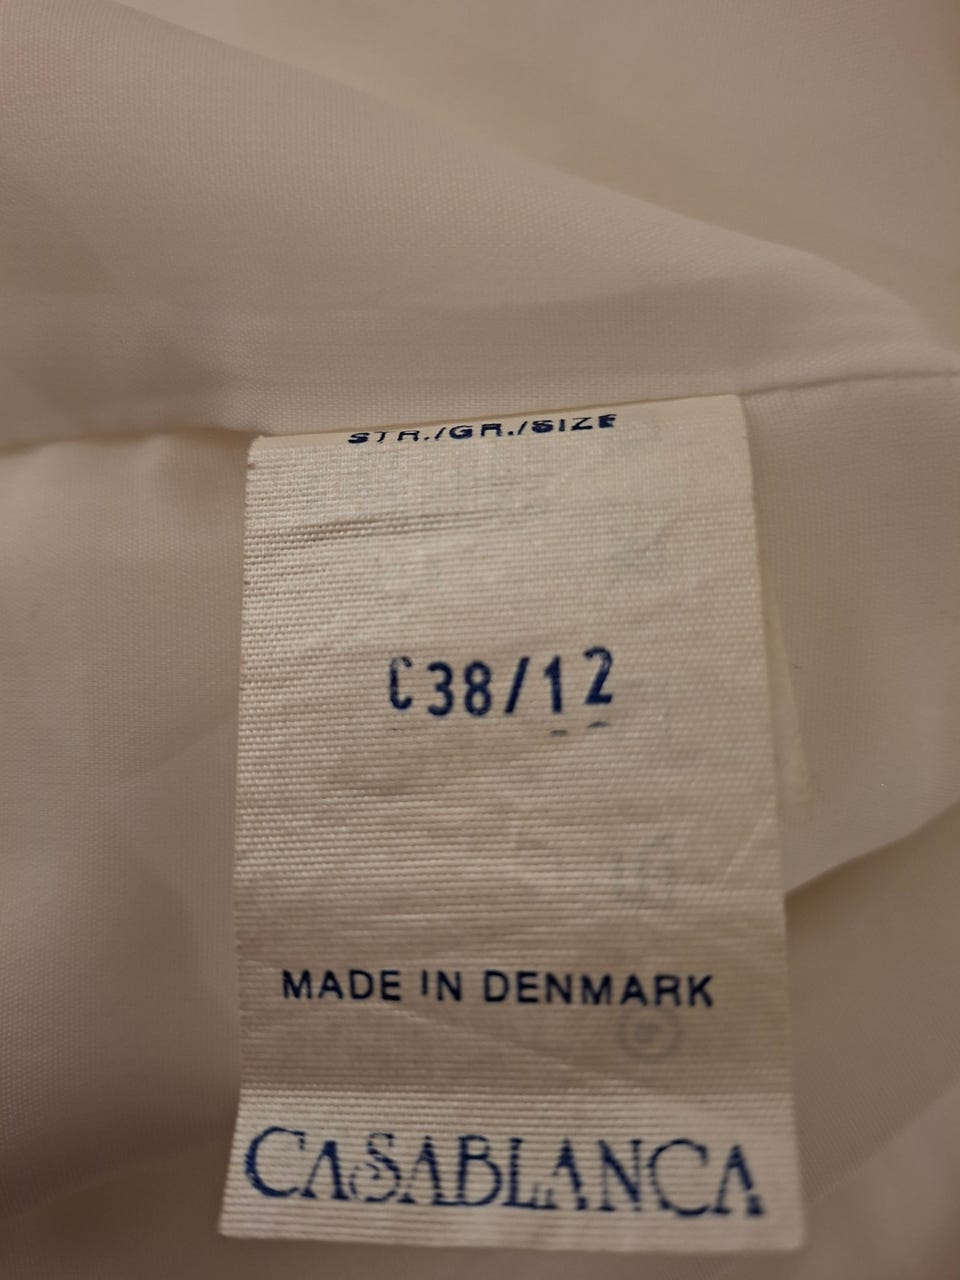 STR./GR./SIZE
C38/12
MADE IN DENMARK
CASABLANCA